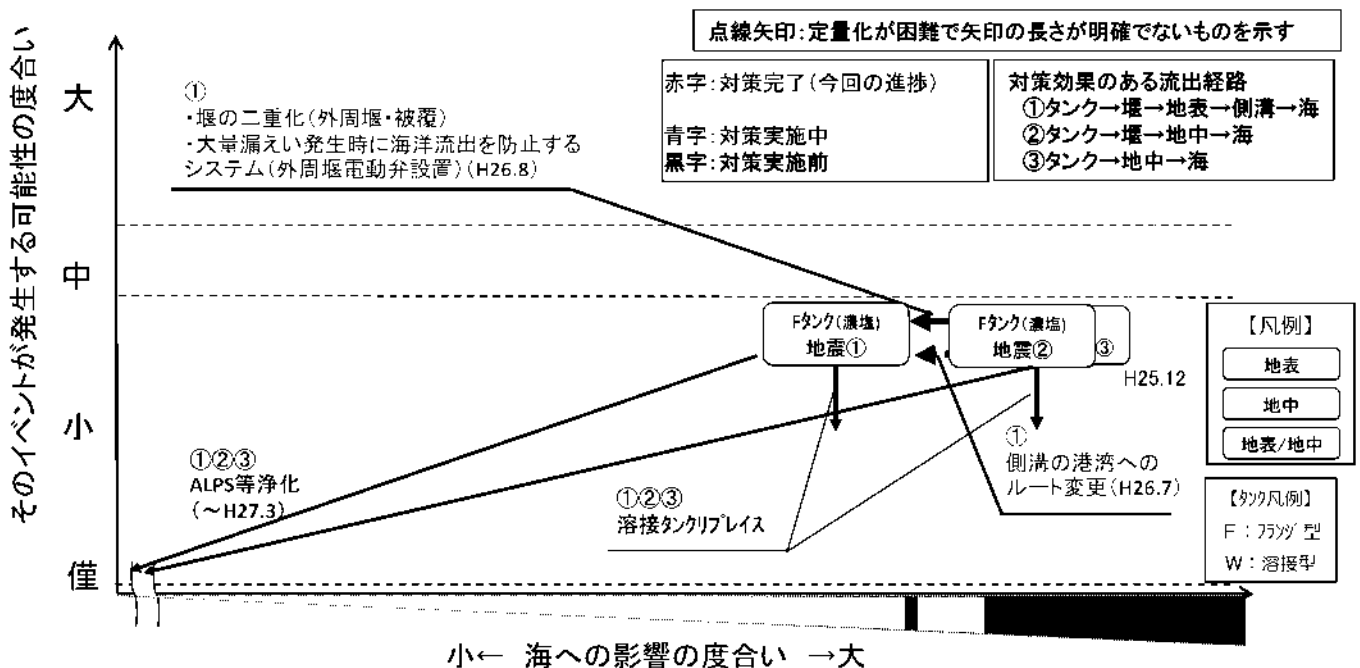 そのイベントが発生する可能性の度合い
大
中
小
僅
点線矢印:定量化が困難で矢印の長さが明確でないものを示す
赤字:対策完了(今回の進捗)
青字:対策実施中
黒字:対策実施前
対策効果のある流出経路
①タンク→堰→地表→側溝→海
②タンク→堰→地中→海
③タンク→地中→海
①
・堰の二重化(外周堰・被覆)
・大量漏えい発生時に海洋流出を防止する
システム(外周堰電動弁設置)(H26.8)
Fタンク(濃塩)
地震①
Fタンク(濃塩)
地震②
③
H25.12
①
側溝の港湾への
ルート変更(H26.7)
①②③
ALPS等浄化
(～H27.3)
①②③
溶接タンクリプレイス
【凡例】
地表
地中
地表/地中
【タンク凡例】
F:フランジ型
W:溶接型
小← 海への影響の度合い →大